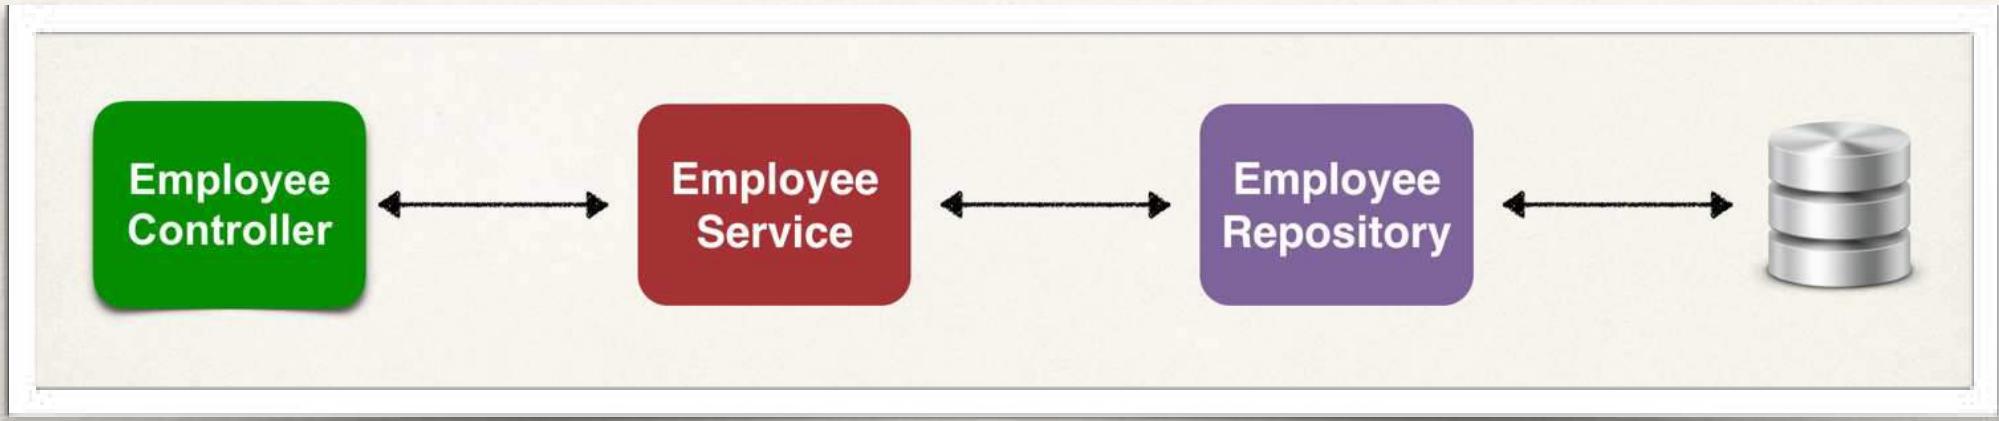 Employee
Controller
Employee
Service
Employee
Repository